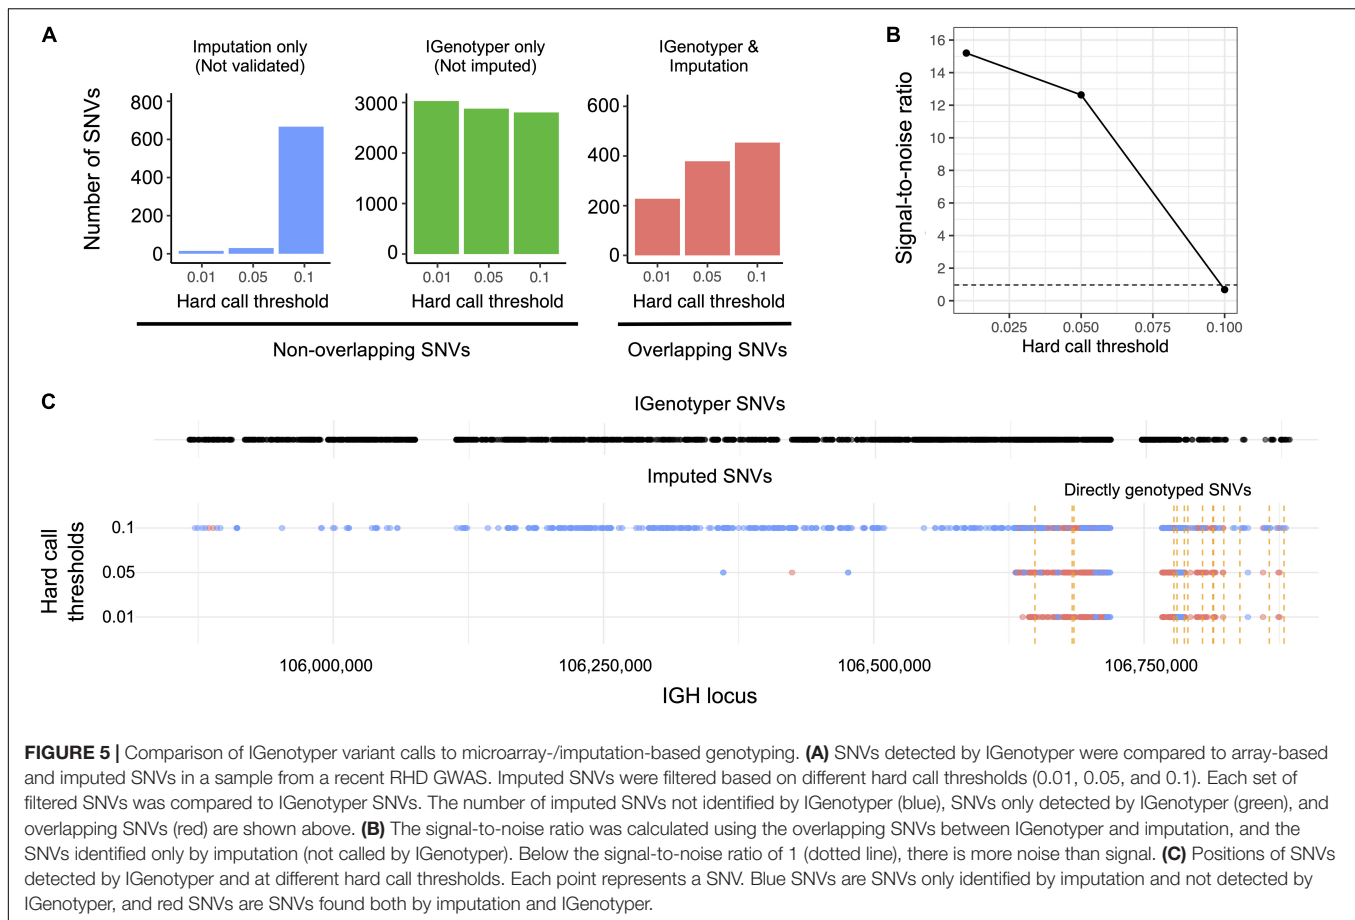 A
Imputation only
(Not validated)
IGenotyper only
(Not imputed)
IGenotyper &
Imputation
Number of SNVs
800
600
400
200
0
0.01 0.05 0.1
Hard call threshold
3000
2000
1000
0
0.01 0.05 0.1
Hard call threshold
600
400
200
0
0.01 0.05 0.1
Hard call threshold
Non-overlapping SNVs
Overlapping SNVs
B
Signal-to-noise ratio
16
14
12
10
8
6
4
2
0
0.025 0.050 0.075 0.100
Hard call threshold
C
IGenotyper SNVs
Imputed SNVs
Directly genotyped SNVs
Hard call
thresholds
0.1
0.05
0.01
106,000,000 106,250,000 106,500,000 106,750,000
IGH locus
FIGURE 5 | Comparison of IGenotyper variant calls to microarray-/imputation-based genotyping. (A) SNVs detected by IGenotyper were compared to array-based
and imputed SNVs in a sample from a recent RHD GWAS. Imputed SNVs were filtered based on different hard call thresholds (0.01, 0.05, and 0.1). Each set of
filtered SNVs was compared to IGenotyper SNVs. The number of imputed SNVs not identified by IGenotyper (blue), SNVs only detected by IGenotyper (green), and
overlapping SNVs (red) are shown above. (B) The signal-to-noise ratio was calculated using the overlapping SNVs between IGenotyper and imputation, and the
SNVs identified only by imputation (not called by IGenotyper). Below the signal-to-noise ratio of 1 (dotted line), there is more noise than signal. (C) Positions of SNVs
detected by IGenotyper and at different hard call thresholds. Each point represents a SNV. Blue SNVs are SNVs only identified by imputation and not detected by
IGenotyper, and red SNVs are SNVs found both by imputation and IGenotyper.